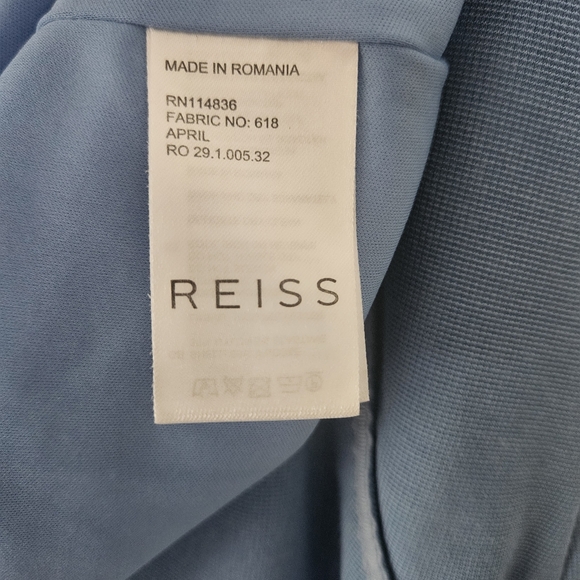 MADE IN ROMANIA
RN114836
FABRIC NO: 618
APRIL
RO 29.1.005.32
REISS